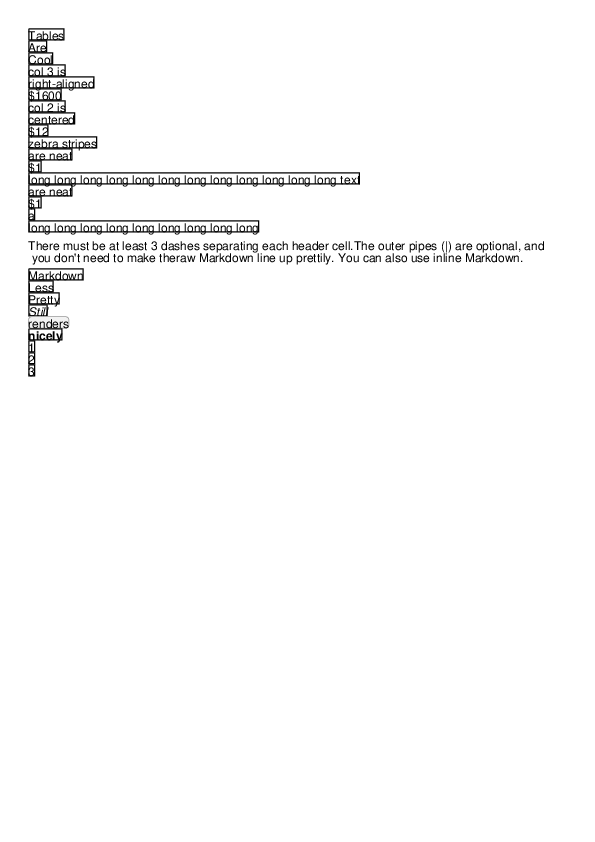 Tables
Are
Cool
col 3 is
right-aligned
$1600
col 2 is
centered
$12
zebra stripes
are neat
$1
long long long long long long long long long long long long text
are neat
$1
a
long long long long long long long long long
There must be at least 3 dashes separating each header cell.The outer pipes (|) are optional, and
you don't need to make theraw Markdown line up prettily. You can also use inline Markdown.
Markdown
Less
Pretty
Still
renders
nicely
1
2
3